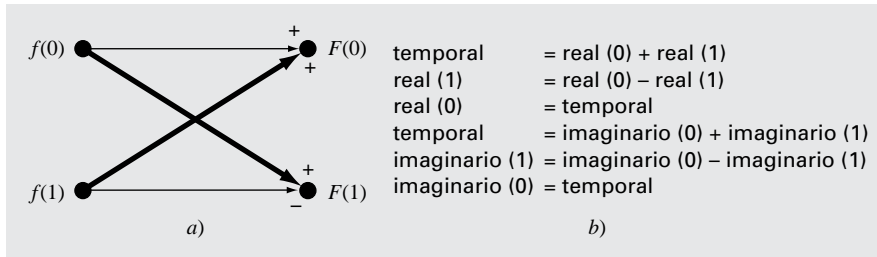 f(0)
+
F(0)
+
f(1)
+
F(1)
–
a)
temporal = real (0) + real (1)
real (1) = real (0) – real (1)
real (0) = temporal
temporal = imaginario (0) + imaginario (1)
imaginario (1) = imaginario (0) – imaginario (1)
imaginario (0) = temporal
b)